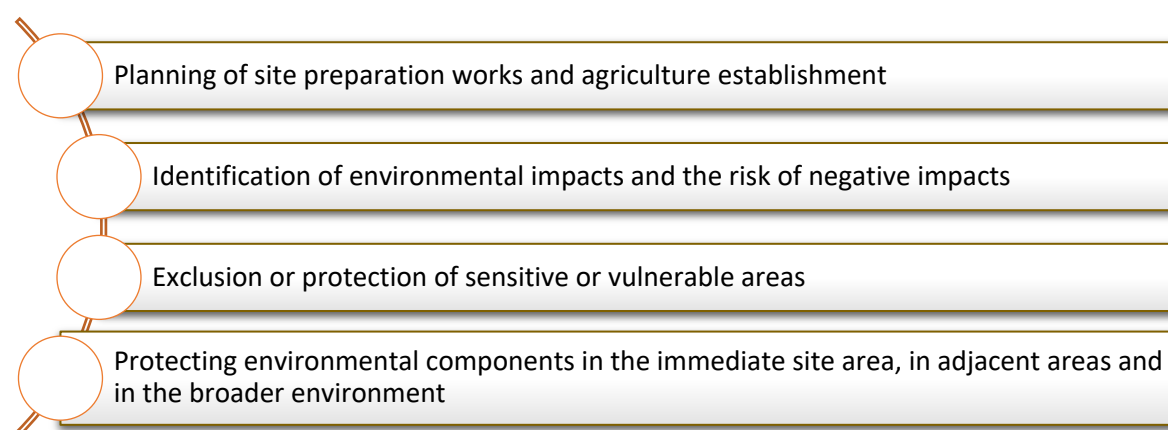 Planning of site preparation works and agriculture establishment
Identification of environmental impacts and the risk of negative impacts
Exclusion or protection of sensitive or vulnerable areas
Protecting environmental components in the immediate site area, in adjacent areas and
in the broader environment